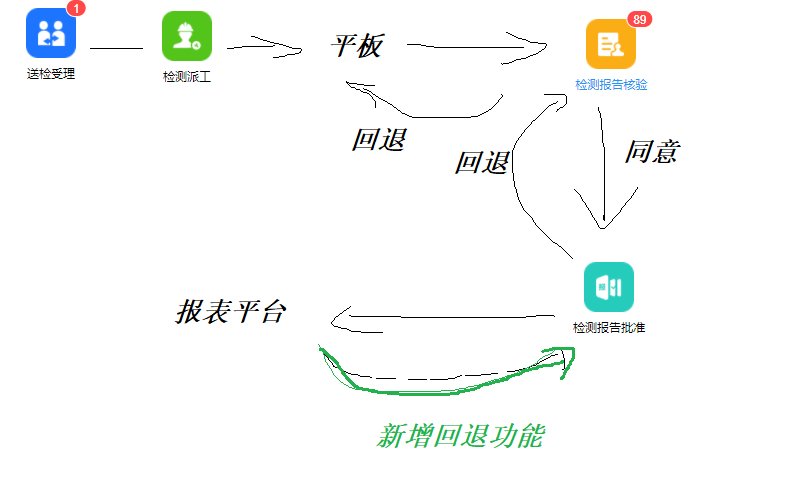 1
送检受理
检测派工
平板
89
检测报告核验
回退
回退
同意
检测报告批准
报表平台
新增回退功能